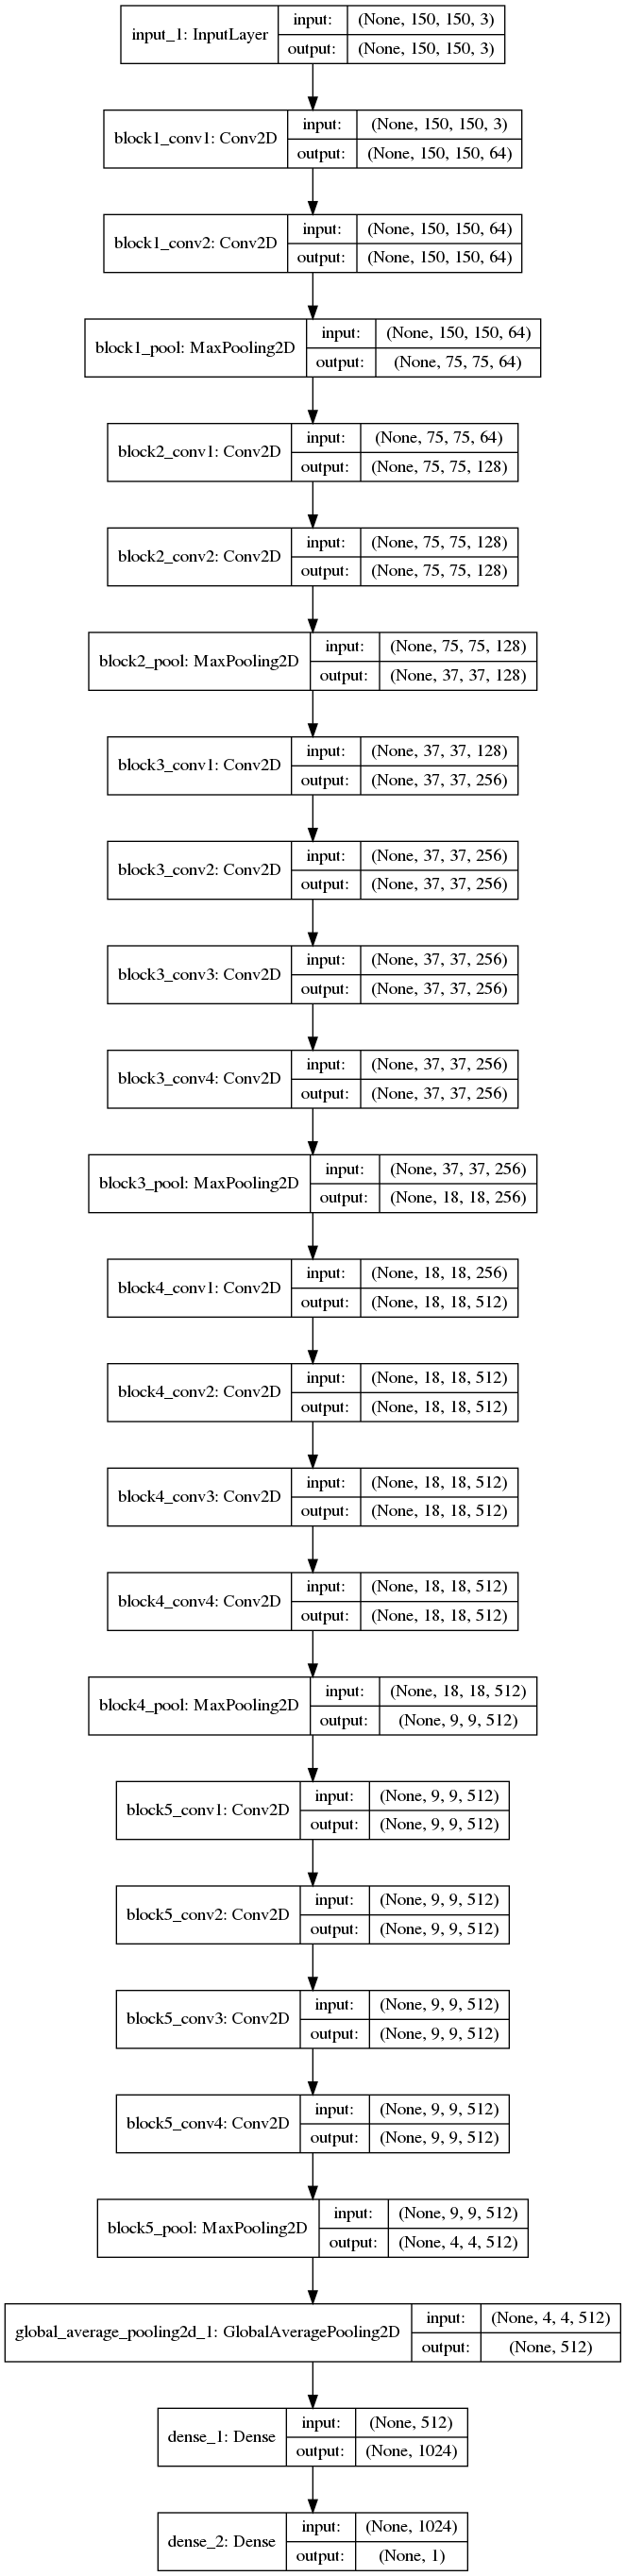 input_1: InputLayer
input: (None, 150, 150, 3)
output: (None, 150, 150, 3)
block1_conv1: Conv2D
input: (None, 150, 150, 3)
output: (None, 150, 150, 64)
block1_conv2: Conv2D
input: (None, 150, 150, 64)
output: (None, 150, 150, 64)
block1_pool: MaxPooling2D
input: (None, 150, 150, 64)
output: (None, 75, 75, 64)
block2_conv1: Conv2D
input: (None, 75, 75, 64)
output: (None, 75, 75, 128)
block2_conv2: Conv2D
input: (None, 75, 75, 128)
output: (None, 75, 75, 128)
block2_pool: MaxPooling2D
input: (None, 75, 75, 128)
output: (None, 37, 37, 128)
block3_conv1: Conv2D
input: (None, 37, 37, 128)
output: (None, 37, 37, 256)
block3_conv2: Conv2D
input: (None, 37, 37, 256)
output: (None, 37, 37, 256)
block3_conv3: Conv2D
input: (None, 37, 37, 256)
output: (None, 37, 37, 256)
block3_conv4: Conv2D
input: (None, 37, 37, 256)
output: (None, 37, 37, 256)
block3_pool: MaxPooling2D
input: (None, 37, 37, 256)
output: (None, 18, 18, 256)
block4_conv1: Conv2D
input: (None, 18, 18, 256)
output: (None, 18, 18, 512)
block4_conv2: Conv2D
input: (None, 18, 18, 512)
output: (None, 18, 18, 512)
block4_conv3: Conv2D
input: (None, 18, 18, 512)
output: (None, 18, 18, 512)
block4_conv4: Conv2D
input: (None, 18, 18, 512)
output: (None, 18, 18, 512)
block4_pool: MaxPooling2D
input: (None, 18, 18, 512)
output: (None, 9, 9, 512)
block5_conv1: Conv2D
input: (None, 9, 9, 512)
output: (None, 9, 9, 512)
block5_conv2: Conv2D
input: (None, 9, 9, 512)
output: (None, 9, 9, 512)
block5_conv3: Conv2D
input: (None, 9, 9, 512)
output: (None, 9, 9, 512)
block5_conv4: Conv2D
input: (None, 9, 9, 512)
output: (None, 9, 9, 512)
block5_pool: MaxPooling2D
input: (None, 9, 9, 512)
output: (None, 4, 4, 512)
global_average_pooling2d_1: GlobalAveragePooling2D
input: (None, 4, 4, 512)
output: (None, 512)
dense_1: Dense
input: (None, 512)
output: (None, 1024)
dense_2: Dense
input: (None, 1024)
output: (None, 1)